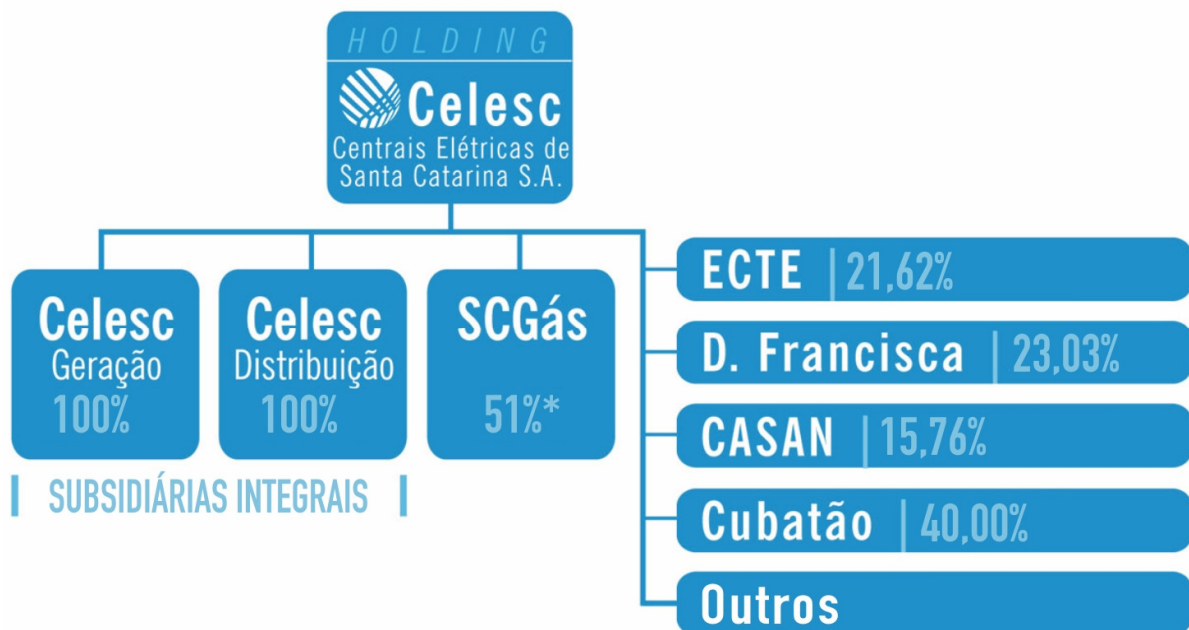 HOLDING
Celesc
Centrais Elétricas de
Santa Catarina S.A.
Celesc
Geração
100%
Celesc
Distribuição
100%
SCGás
51%*
SUBSIDIÁRIAS INTEGRAIS
ECTE | 21,62%
D. Francisca | 23,03%
CASAN | 15,76%
Cubatão | 40,00%
Outros